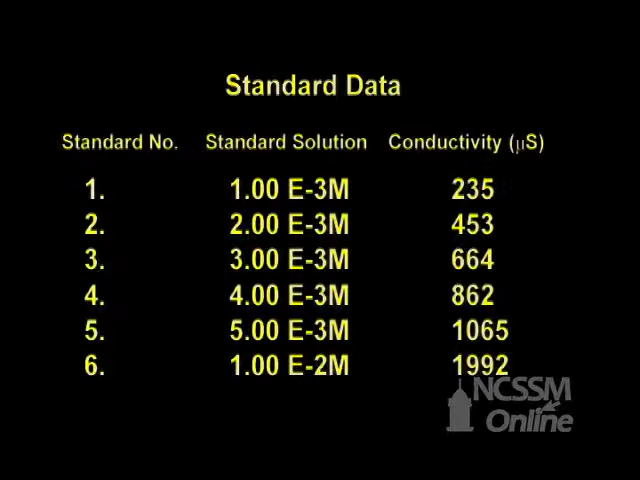 Standard Data
Standard No. Standard Solution Conductivity (μS)
1. 1.00 E-3M 235
2. 2.00 E-3M 453
3. 3.00 E-3M 664
4. 4.00 E-3M 862
5. 5.00 E-3M 1065
6. 1.00 E-2M 1992
NCSSM
Online